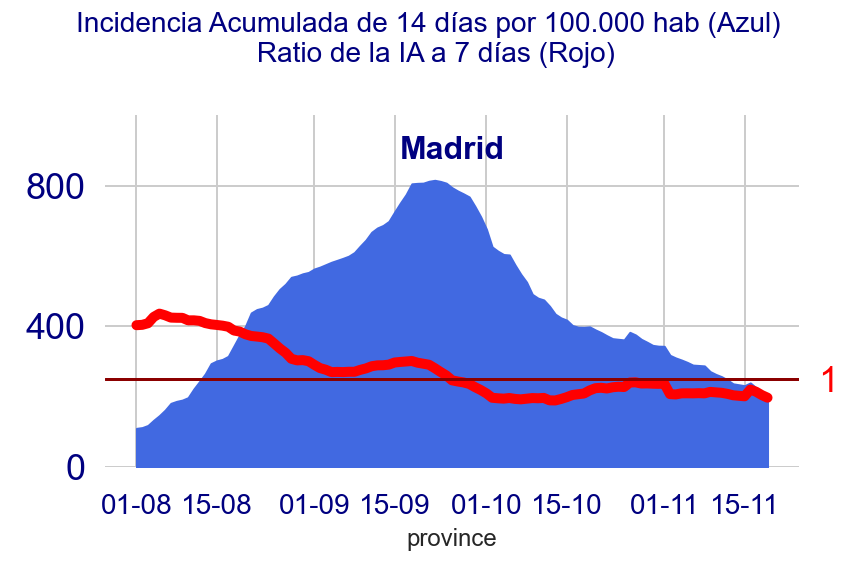 Incidencia Acumulada de 14 días por 100.000 hab (Azul)
Ratio de la IA a 7 días (Rojo)
Madrid
800
400
1
0
01-08 15-08 01-09 15-09 01-10 15-10 01-11 15-11
province